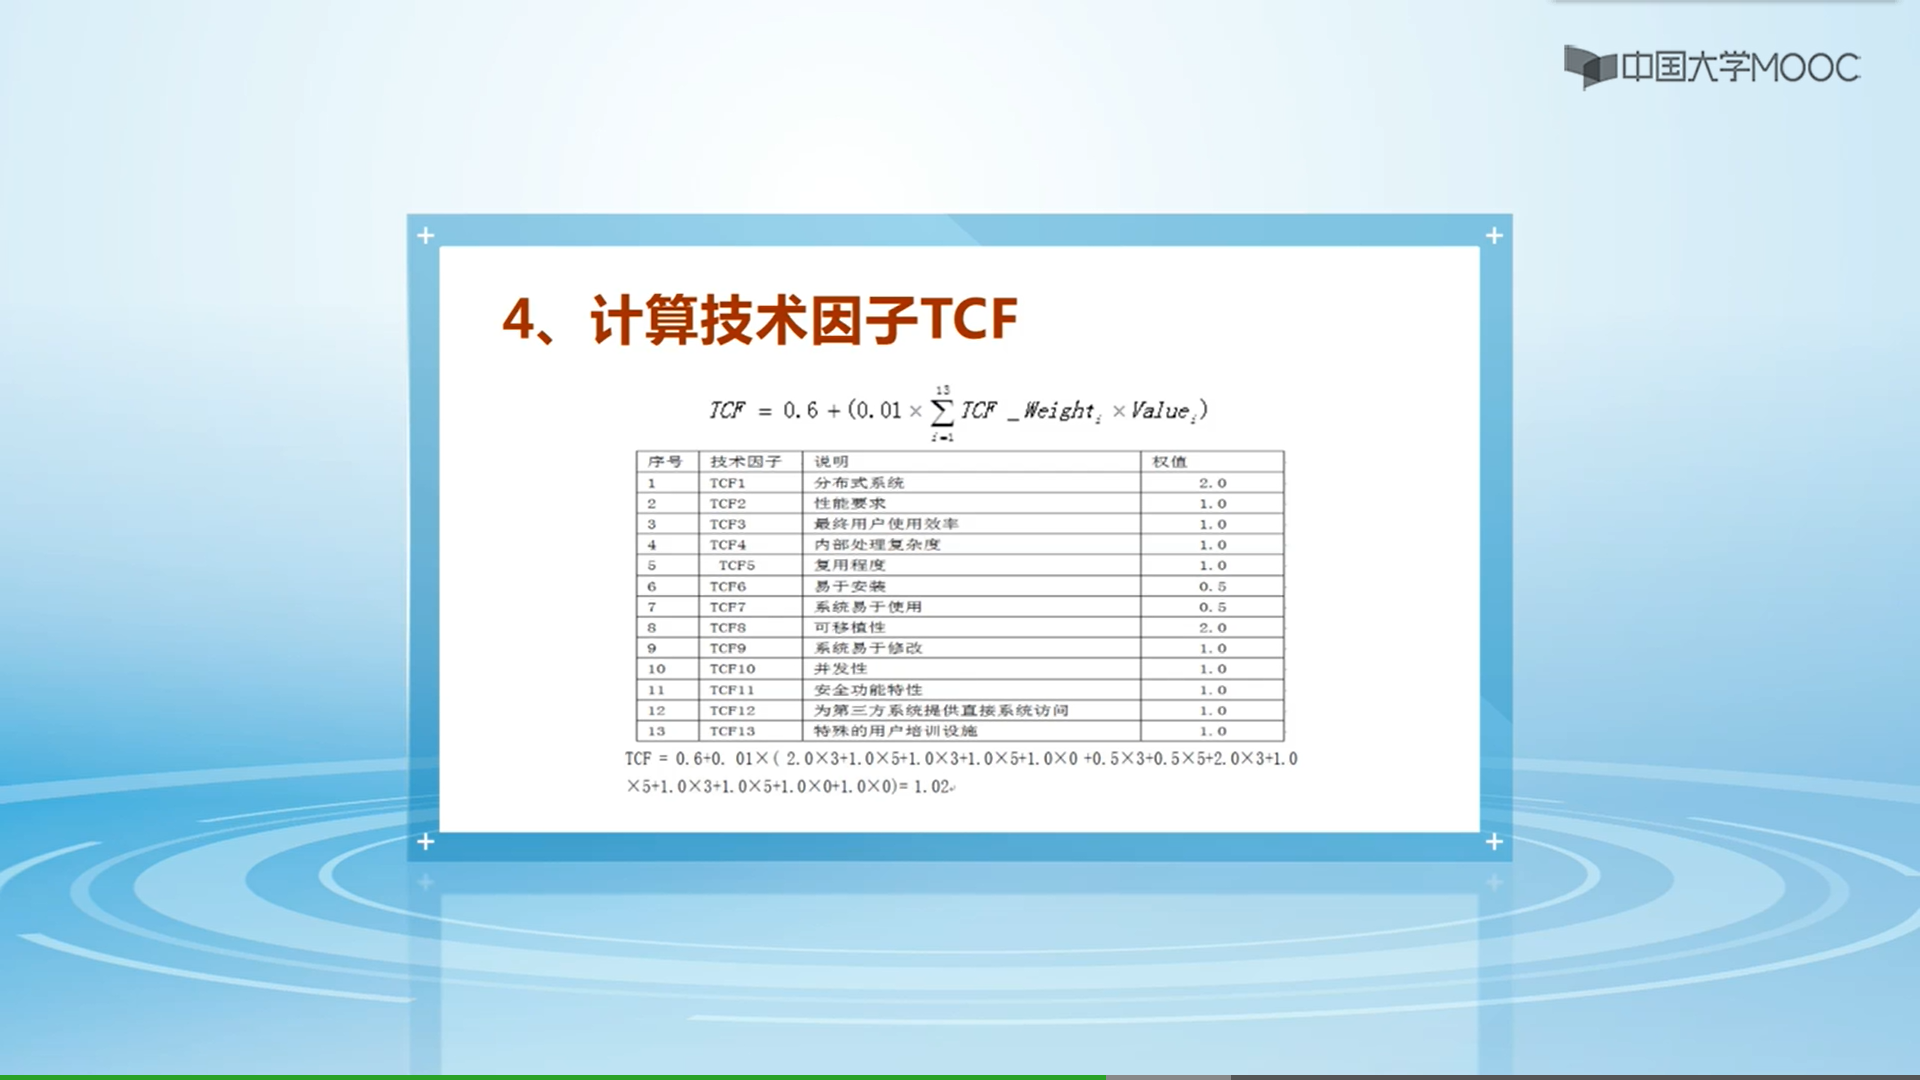 中国大学MOOC
4、计算技术因子TCF
TCF = 0.6 + (0.01 × ∑_{i=1}^{13} TCF _Weight_i × Value_i)
序号 技术因子 说明 权值
1 TCF1 分布式系统 2.0
2 TCF2 性能要求 1.0
3 TCF3 最终用户使用效率 1.0
4 TCF4 内部处理复杂度 1.0
5 TCF5 复用程度 1.0
6 TCF6 易于安装 0.5
7 TCF7 系统易于使用 0.5
8 TCF8 可移植性 2.0
9 TCF9 系统易于修改 1.0
10 TCF10 并发性 1.0
11 TCF11 安全功能特性 1.0
12 TCF12 为第三方系统提供直接系统访问 1.0
13 TCF13 特殊的用户培训设施 1.0
TCF = 0.6+0. 01×( 2.0×3+1.0×5+1.0×3+1.0×5+1.0×0 +0.5×3+0.5×5+2.0×3+1.0
×5+1.0×3+1.0×5+1.0×0+1.0×0)= 1.02